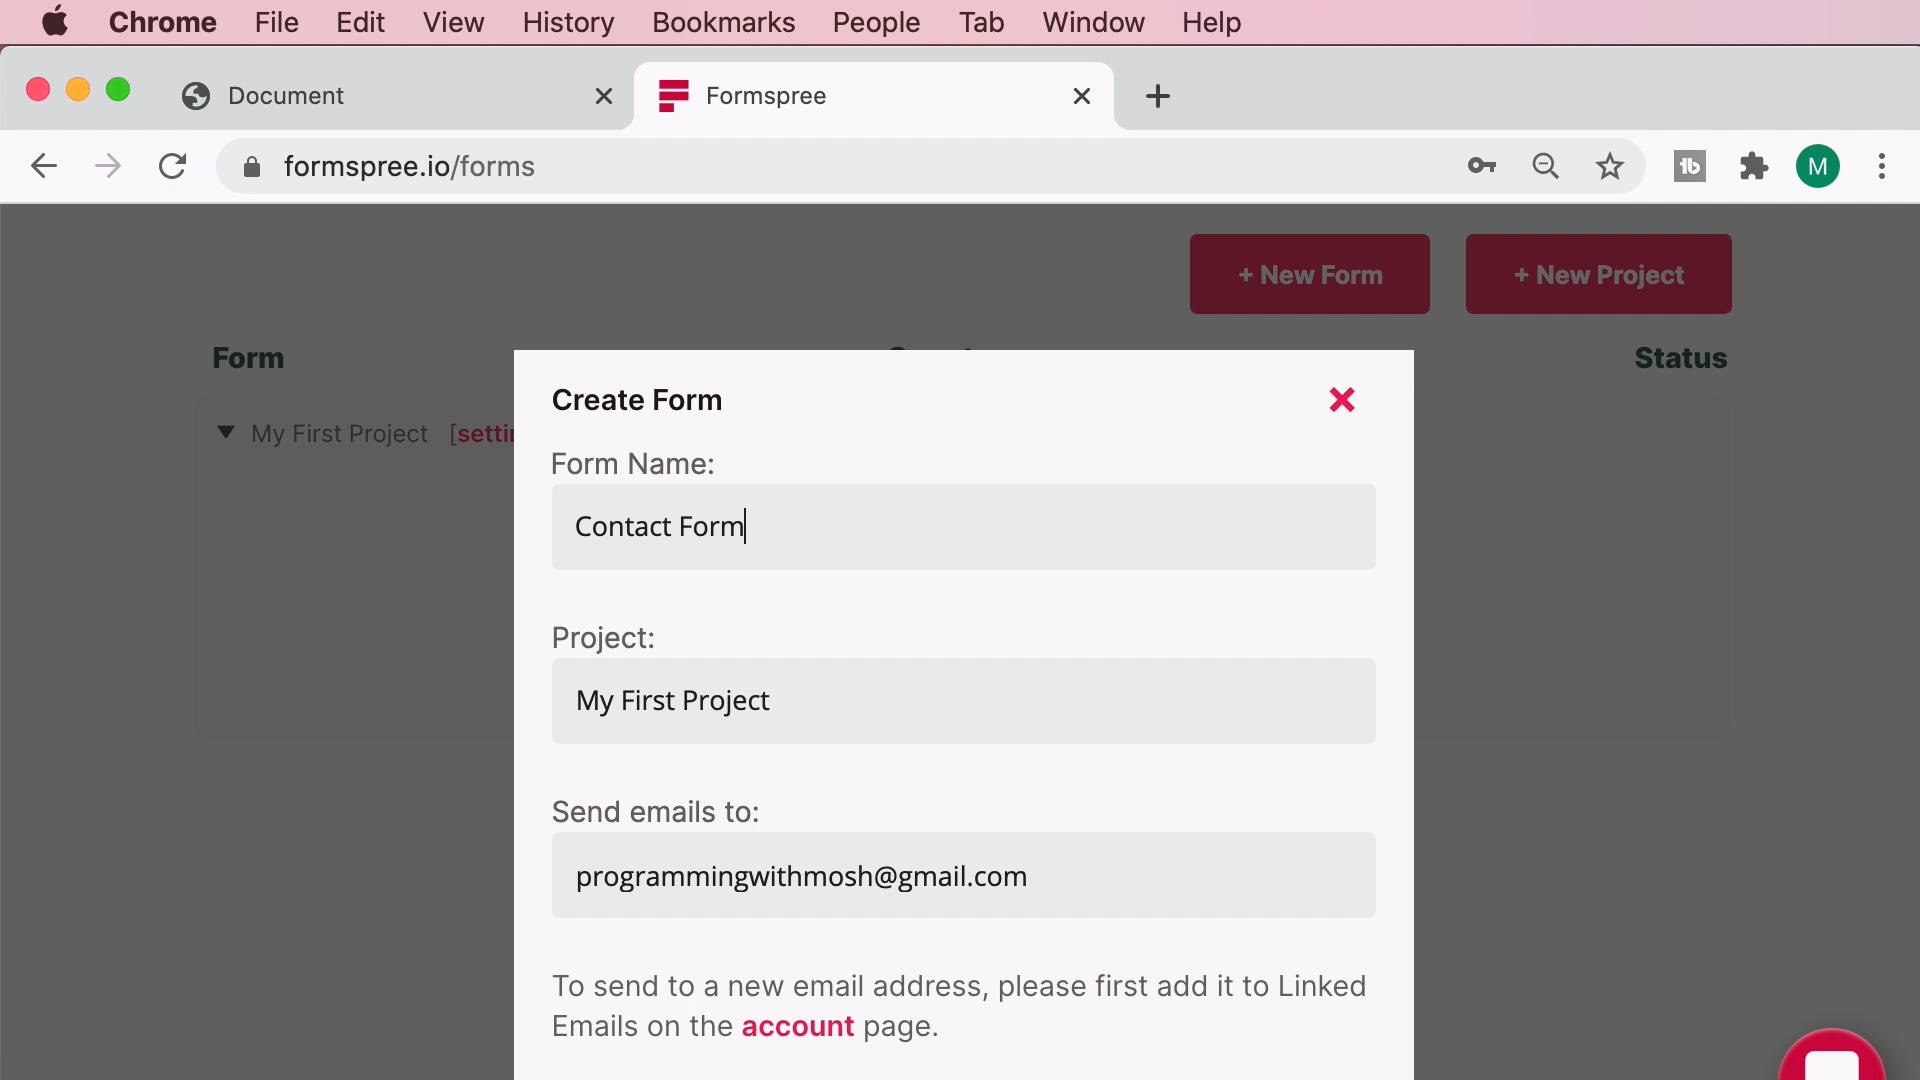 Chrome File Edit View History Bookmarks People Tab Window Help
Document
Formspree
formspree.io/forms
M
+ New Form
+ New Project
Form
Status
Create Form
My First Project [
Form Name:
Contact Form
Project:
My First Project
Send emails to:
programmingwithmosh@gmail.com
To send to a new email address, please first add it to Linked
Emails on the account page.